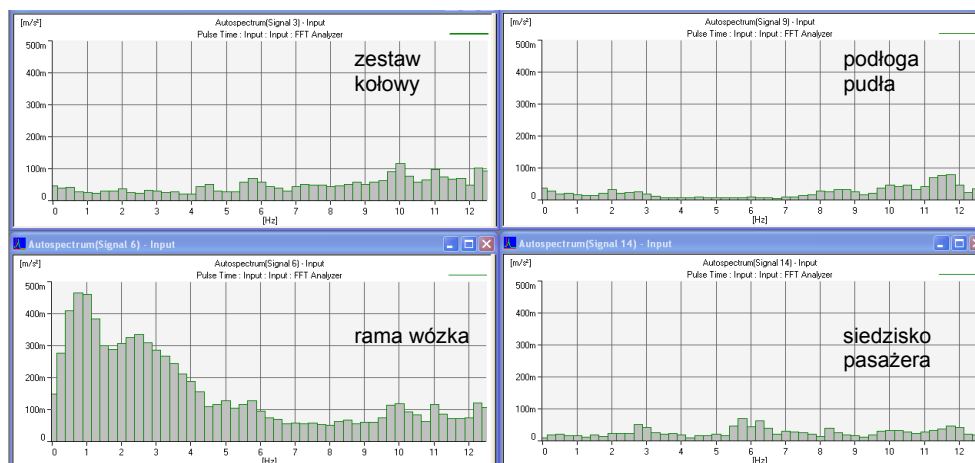 [m/s²] Autospectrum(Signal 3) - Input
Pulse Time : Input : Input : FFT Analyzer
500m
400m
300m
200m
100m
0
zestaw
kołowy
0 1 2 3 4 5 6 7 8 9 10 11 12
[Hz]
[m/s²] Autospectrum(Signal 9) - Input
Pulse Time : Input : Input : FFT Analyzer
500m
400m
300m
200m
100m
0
podłoga
pudła
0 1 2 3 4 5 6 7 8 9 10 11 12
[Hz]
Autospectrum(Signal 6) - Input
[m/s²] Autospectrum(Signal 6) - Input
Pulse Time : Input : Input : FFT Analyzer
500m
400m
300m
200m
100m
0
rama wózka
0 1 2 3 4 5 6 7 8 9 10 11 12
[Hz]
Autospectrum(Signal 14) - Input
[m/s²] Autospectrum(Signal 14) - Input
Pulse Time : Input : Input : FFT Analyzer
500m
400m
300m
200m
100m
0
siedzisko
pasażera
0 1 2 3 4 5 6 7 8 9 10 11 12
[Hz]